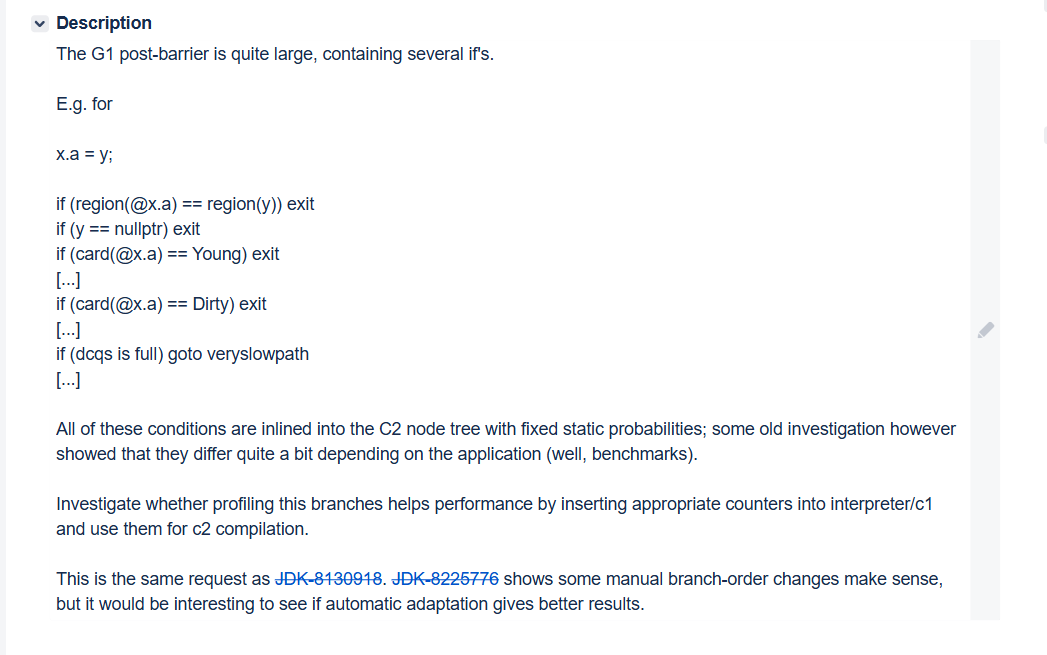 Description
The G1 post-barrier is quite large, containing several if's.
E.g. for
x.a = y;
if (region(@x.a) == region(y)) exit
if (y == nullptr) exit
if (card(@x.a) == Young) exit
[...]
if (card(@x.a) == Dirty) exit
[...]
if (dcqs is full) goto veryslowpath
[...]
All of these conditions are inlined into the C2 node tree with fixed static probabilities; some old investigation however
showed that they differ quite a bit depending on the application (well, benchmarks).
Investigate whether profiling this branches helps performance by inserting appropriate counters into interpreter/c1
and use them for c2 compilation.
This is the same request as JDK-8130918. JDK-8225776 shows some manual branch-order changes make sense,
but it would be interesting to see if automatic adaptation gives better results.